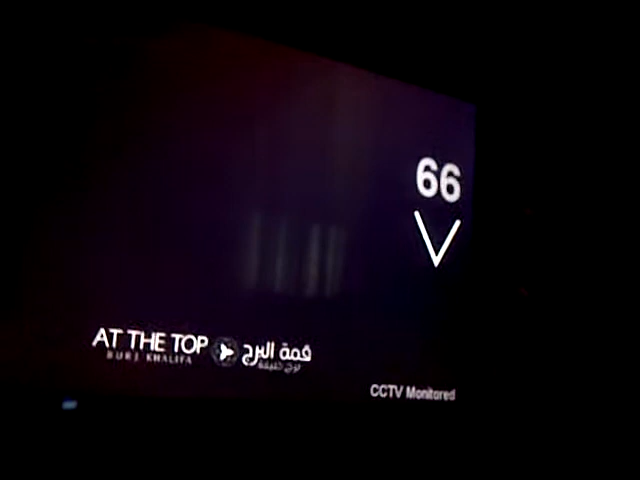 66
AT THE TOP
BURJ KHALIFA
قمة البرج
برج خليفة
CCTV Monitored